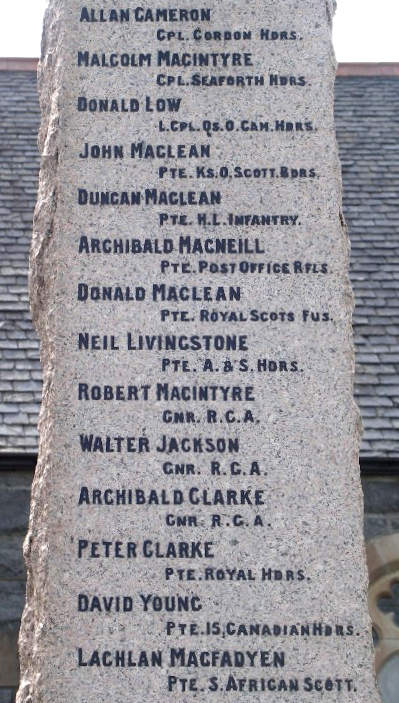 ALLAN CAMERON
CPL. GORDON HDRS.
MALCOLM MACINTYRE
CPL. SEAFORTH HDRS.
DONALD LOW
L. CPL. QS. O. CAM. HDRS.
JOHN MACLEAN
PTE. KS. O. SCOTT. BDRS.
DUNCAN MACLEAN
PTE. H. L. INFANTRY.
ARCHIBALD MACNEILL
PTE. POST OFFICE RFLS.
DONALD MACLEAN
PTE. ROYAL SCOTS FUS.
NEIL LIVINGSTONE
PTE. A. & S. HDRS.
ROBERT MACINTYRE
GNR. R. G. A.
WALTER JACKSON
GNR. R. G. A.
ARCHIBALD CLARKE
GNR. R. G. A.
PETER CLARKE
PTE. ROYAL HDRS.
DAVID YOUNG
PTE. 15, CANADIAN HDRS.
LACHLAN MACFADYEN
PTE. S. AFRICAN SCOTT.